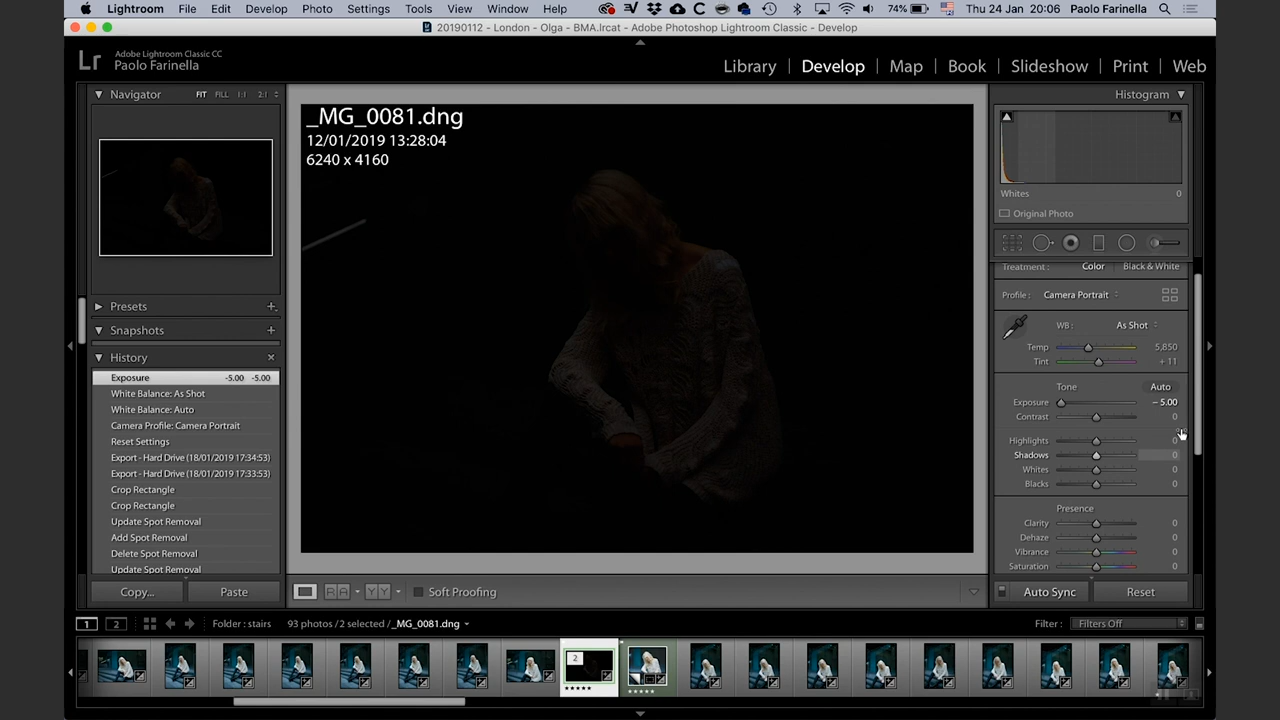 Lightroom File Edit Develop Photo Settings Tools View Window Help 74% Thu 24 Jan 20:06 Paolo Farinella
20190112 - London - Olga - BMA.lrcat - Adobe Photoshop Lightroom Classic - Develop
Lr Adobe Lightroom Classic CC
Paolo Farinella
Library Develop Map Book Slideshow Print Web
Navigator FIT FILL 1:1 2:1
Presets
Snapshots
History
Exposure -5.00 -5.00
White Balance: As Shot
White Balance: Auto
Camera Profile: Camera Portrait
Reset Settings
Export - Hard Drive (18/01/2019 17:34:53)
Export - Hard Drive (18/01/2019 17:33:53)
Crop Rectangle
Crop Rectangle
Update Spot Removal
Add Spot Removal
Delete Spot Removal
Update Spot Removal
Copy... Paste
_MG_0081.dng
12/01/2019 13:28:04
6240 x 4160
Soft Proofing
Histogram
Whites 0
Original Photo
Treatment : Color Black & White
Profile : Camera Portrait
WB : As Shot
Temp 5,850
Tint + 11
Tone Auto
Exposure – 5.00
Contrast 0
Highlights 0
Shadows 0
Whites 0
Blacks 0
Presence
Clarity 0
Dehaze 0
Vibrance 0
Saturation 0
Auto Sync Reset
1 2 Folder : stairs 93 photos / 2 selected / _MG_0081.dng Filter : Filters Off
2